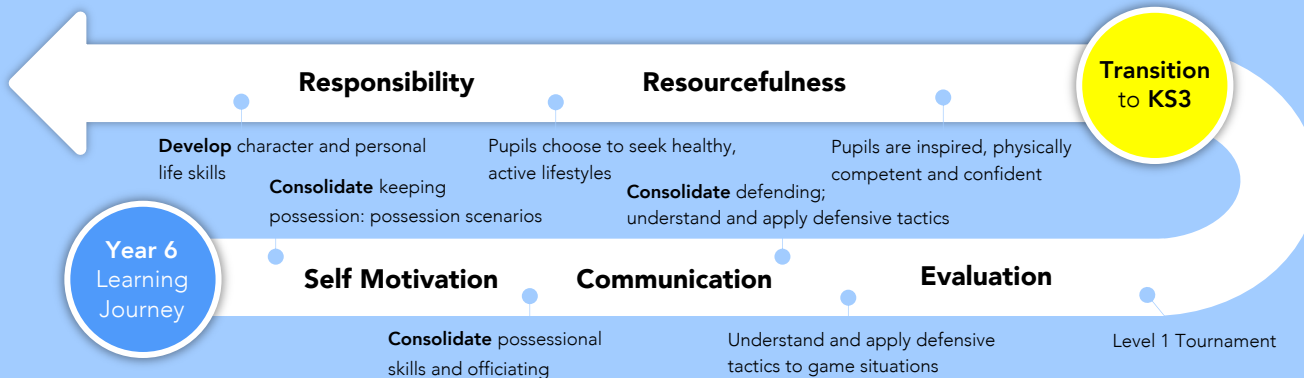 Responsibility
Resourcefulness
Transition
to KS3
Develop character and personal
life skills
Pupils choose to seek healthy,
active lifestyles
Pupils are inspired, physically
competent and confident
Consolidate keeping
possession: possession scenarios
Consolidate defending;
understand and apply defensive tactics
Year 6
Learning
Journey
Self Motivation
Communication
Evaluation
Consolidate possessional
skills and officiating
Understand and apply defensive
tactics to game situations
Level 1 Tournament